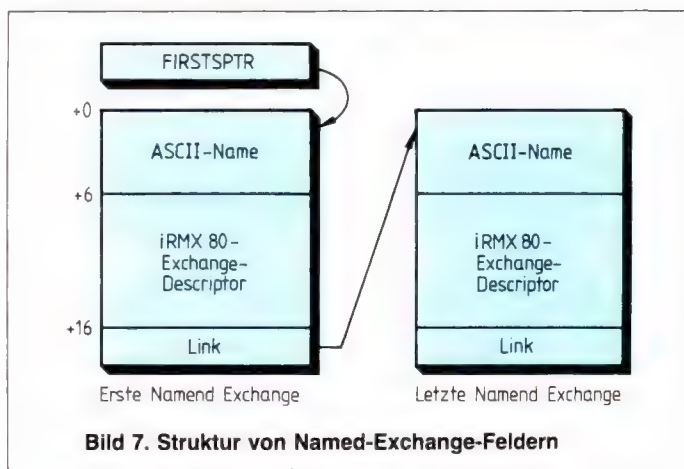 FIRSTSPTR
+0
ASCII-Name
+6
iRMX 80-
Exchange-
Descriptor
+16
Link
Erste Namend Exchange
ASCII-Name
iRMX 80-
Exchange-
Descriptor
Link
Letzte Namend Exchange
Bild 7. Struktur von Named-Exchange-Feldern